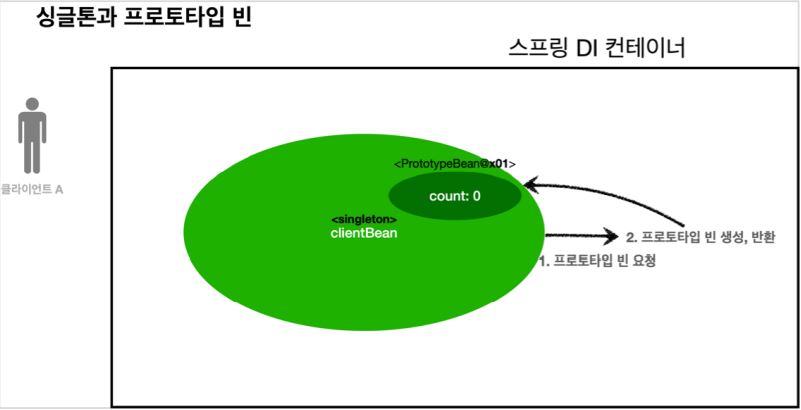 싱글톤과 프로토타입 빈
스프링 DI 컨테이너
클라이언트 A
<PrototypeBean@x01>
count: 0
<singleton>
clientBean
2. 프로토타입 빈 생성, 반환
1. 프로토타입 빈 요청